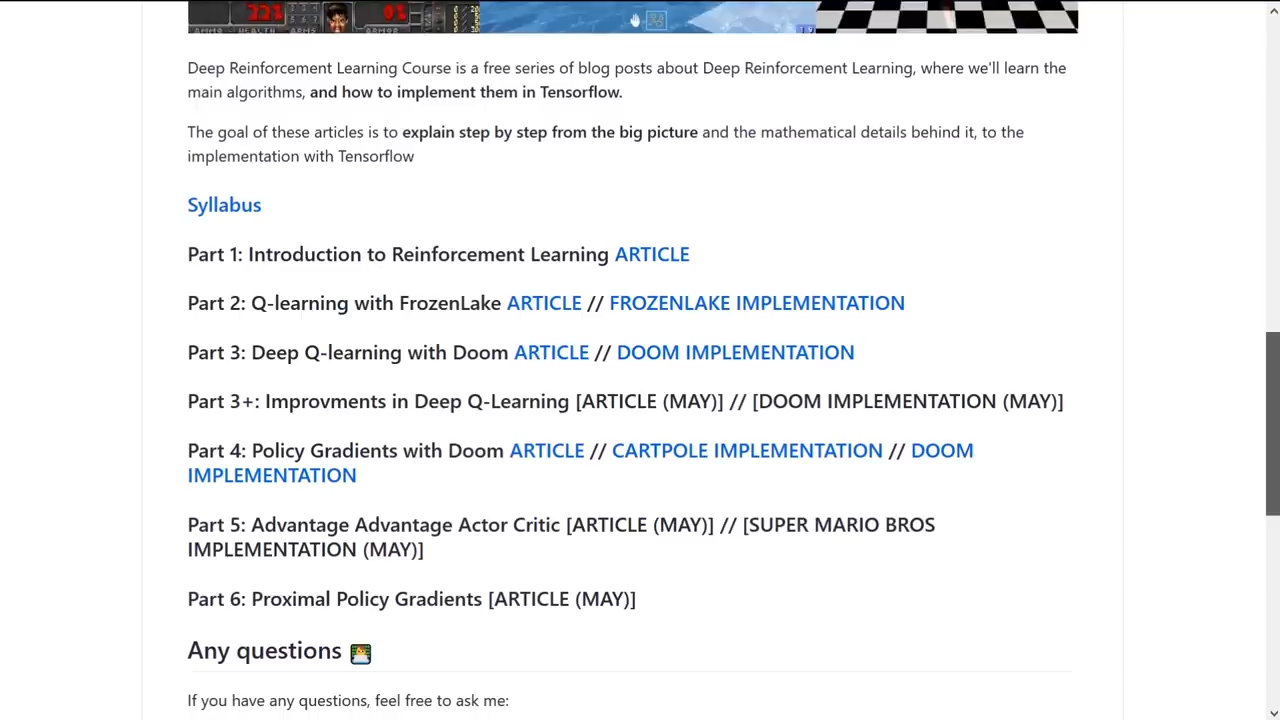 22% 0%
AMMO HEALTH ARMS ARMOR
Deep Reinforcement Learning Course is a free series of blog posts about Deep Reinforcement Learning, where we'll learn the
main algorithms, and how to implement them in Tensorflow.
The goal of these articles is to explain step by step from the big picture and the mathematical details behind it, to the
implementation with Tensorflow
Syllabus
Part 1: Introduction to Reinforcement Learning ARTICLE
Part 2: Q-learning with FrozenLake ARTICLE // FROZENLAKE IMPLEMENTATION
Part 3: Deep Q-learning with Doom ARTICLE // DOOM IMPLEMENTATION
Part 3+: Improvments in Deep Q-Learning [ARTICLE (MAY)] // [DOOM IMPLEMENTATION (MAY)]
Part 4: Policy Gradients with Doom ARTICLE // CARTPOLE IMPLEMENTATION // DOOM
IMPLEMENTATION
Part 5: Advantage Advantage Actor Critic [ARTICLE (MAY)] // [SUPER MARIO BROS
IMPLEMENTATION (MAY)]
Part 6: Proximal Policy Gradients [ARTICLE (MAY)]
Any questions
If you have any questions, feel free to ask me: